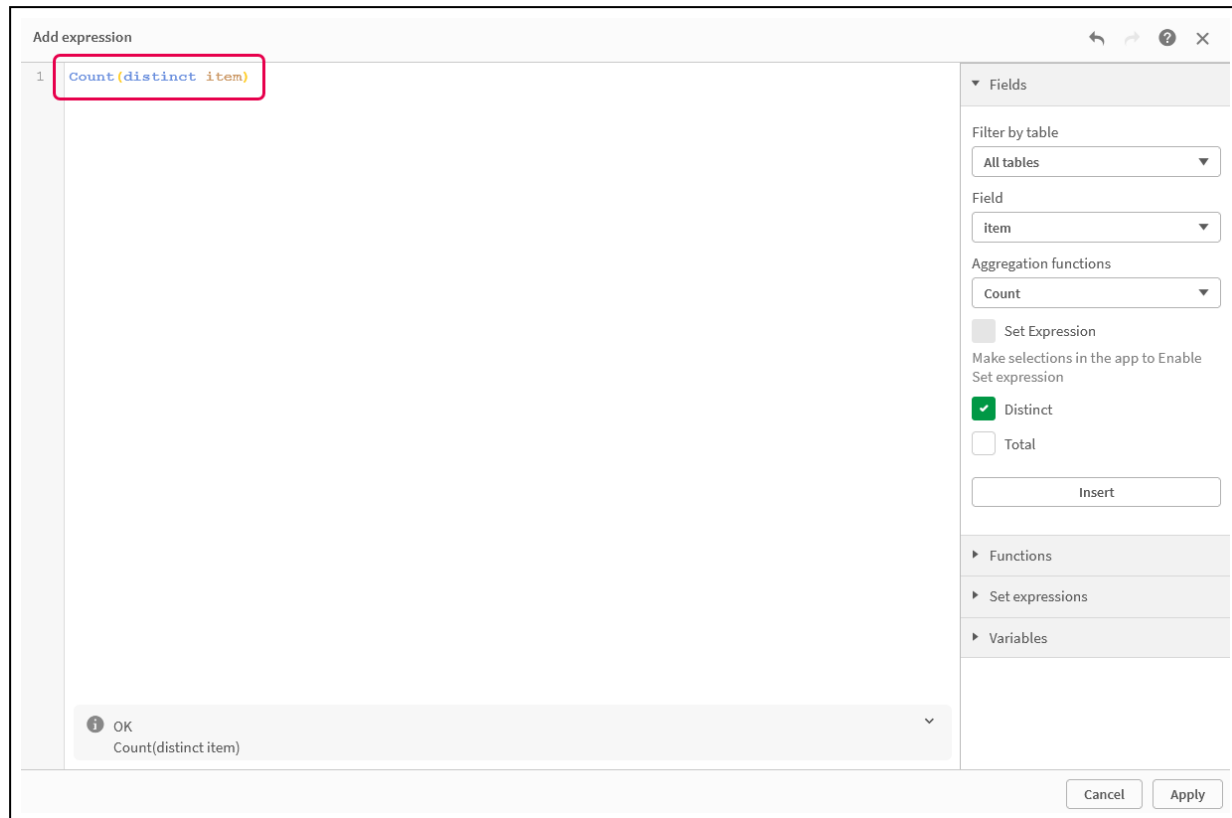 Add expression
1 Count(distinct item)
Fields
Filter by table
All tables
Field
item
Aggregation functions
Count
Set Expression
Make selections in the app to Enable
Set expression
Distinct
Total
Insert
Functions
Set expressions
Variables
OK
Count(distinct item)
Cancel Apply